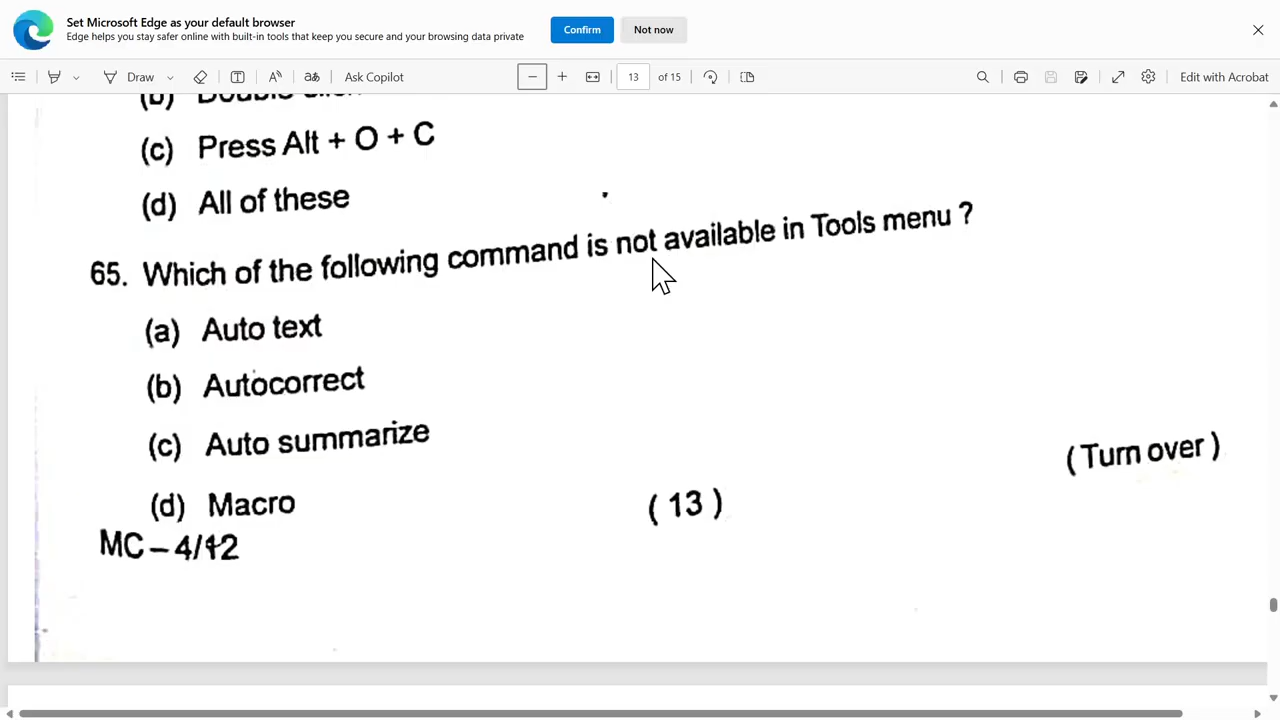 Set Microsoft Edge as your default browser
Edge helps you stay safer online with built-in tools that keep you secure and your browsing data private
Confirm
Not now
Draw
Ask Copilot
13 of 15
Edit with Acrobat
(c) Press Alt + O + C
(d) All of these
65. Which of the following command is not available in Tools menu ?
(a) Auto text
(b) Autocorrect
(c) Auto summarize
(d) Macro
(Turn over)
(13)
MC – 4/12